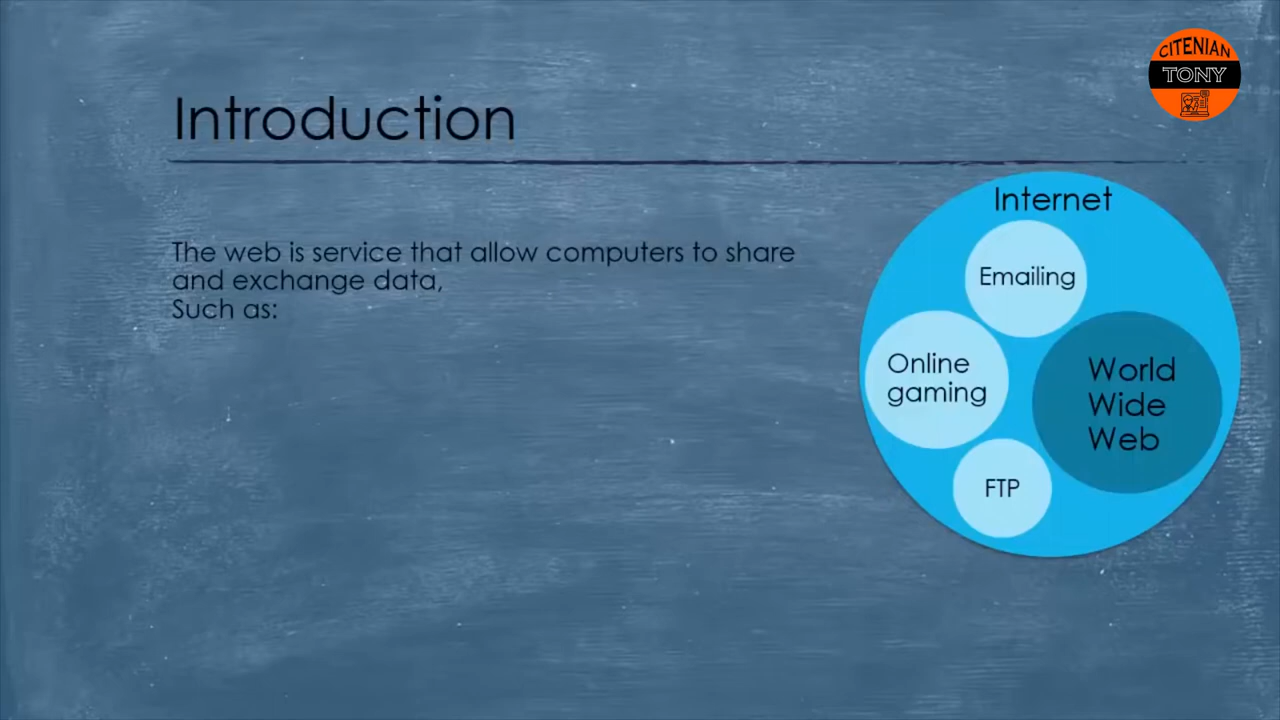 CITENIAN
TONY
Introduction
Internet
The web is service that allow computers to share
and exchange data,
Such as:
Emailing
Online
gaming
World
Wide
Web
FTP